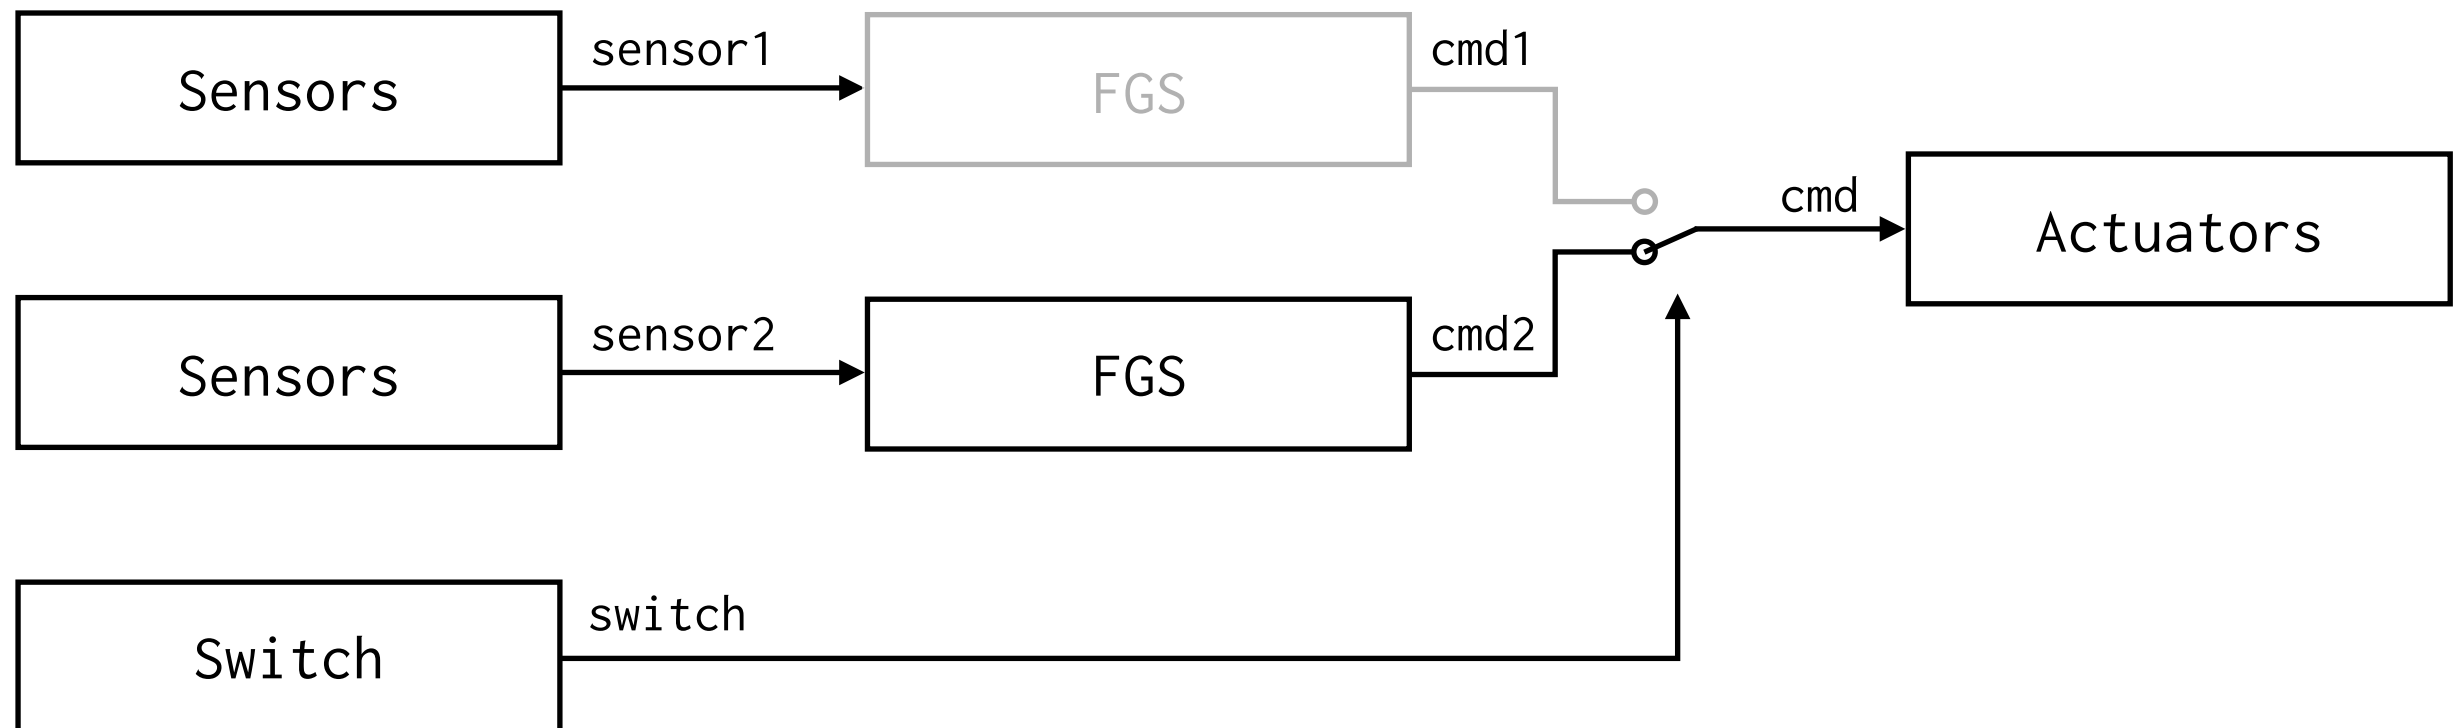 Sensors
sensor1
FGS
cmd1
cmd
Actuators
Sensors
sensor2
FGS
cmd2
Switch
switch